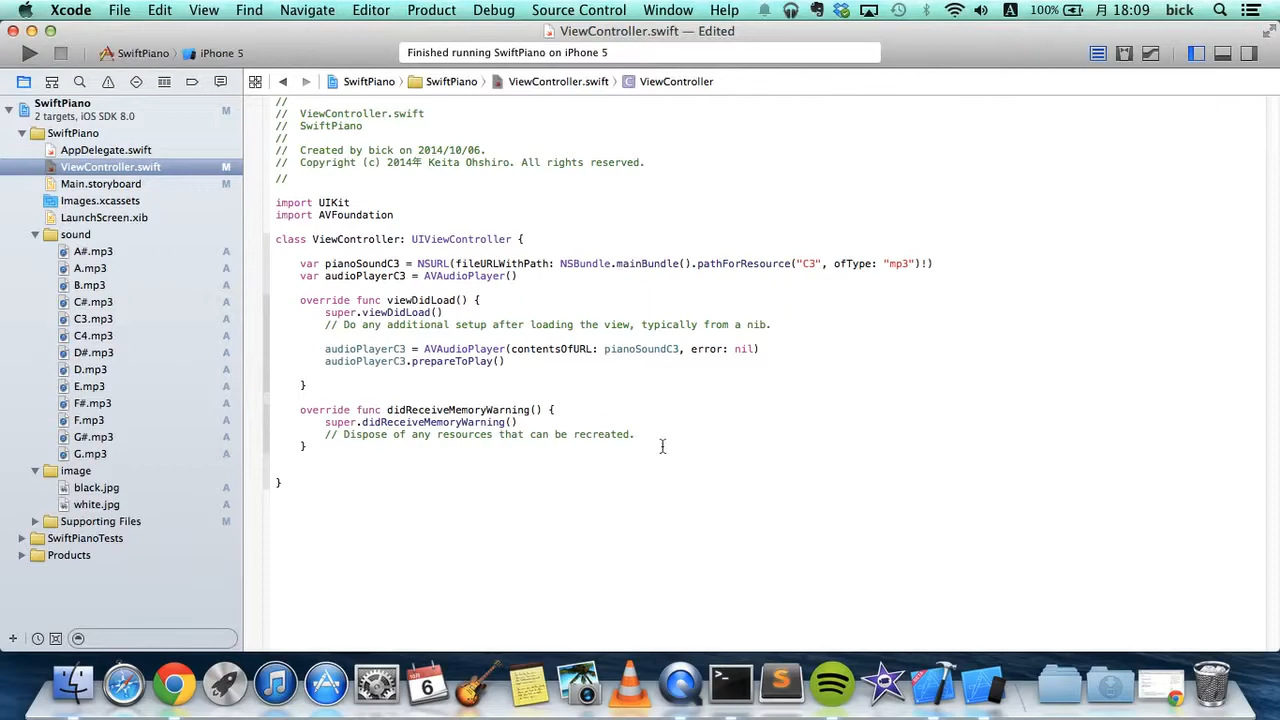 Xcode File Edit View Find Navigate Editor Product Debug Source Control Window Help 100% 月 18:09 bick
ViewController.swift — Edited
SwiftPiano iPhone 5
Finished running SwiftPiano on iPhone 5
SwiftPiano SwiftPiano ViewController.swift C ViewController
SwiftPiano M
2 targets, iOS SDK 8.0
SwiftPiano
AppDelegate.swift
ViewController.swift M
Main.storyboard M
Images.xcassets
LaunchScreen.xib
sound
A#.mp3 A
A.mp3 A
B.mp3 A
C#.mp3 A
C3.mp3 A
C4.mp3 A
D#.mp3 A
D.mp3 A
E.mp3 A
F#.mp3 A
F.mp3 A
G#.mp3 A
G.mp3 A
image
black.jpg A
white.jpg A
Supporting Files M
SwiftPianoTests
Products
//
// ViewController.swift
// SwiftPiano
//
// Created by bick on 2014/10/06.
// Copyright (c) 2014年 Keita Ohshiro. All rights reserved.
//
import UIKit
import AVFoundation
class ViewController: UIViewController {
var pianoSoundC3 = NSURL(fileURLWithPath: NSBundle.mainBundle().pathForResource("C3", ofType: "mp3")!)
var audioPlayerC3 = AVAudioPlayer()
override func viewDidLoad() {
super.viewDidLoad()
// Do any additional setup after loading the view, typically from a nib.
audioPlayerC3 = AVAudioPlayer(contentsOfURL: pianoSoundC3, error: nil)
audioPlayerC3.prepareToPlay()
}
override func didReceiveMemoryWarning() {
super.didReceiveMemoryWarning()
// Dispose of any resources that can be recreated.
}
}
6